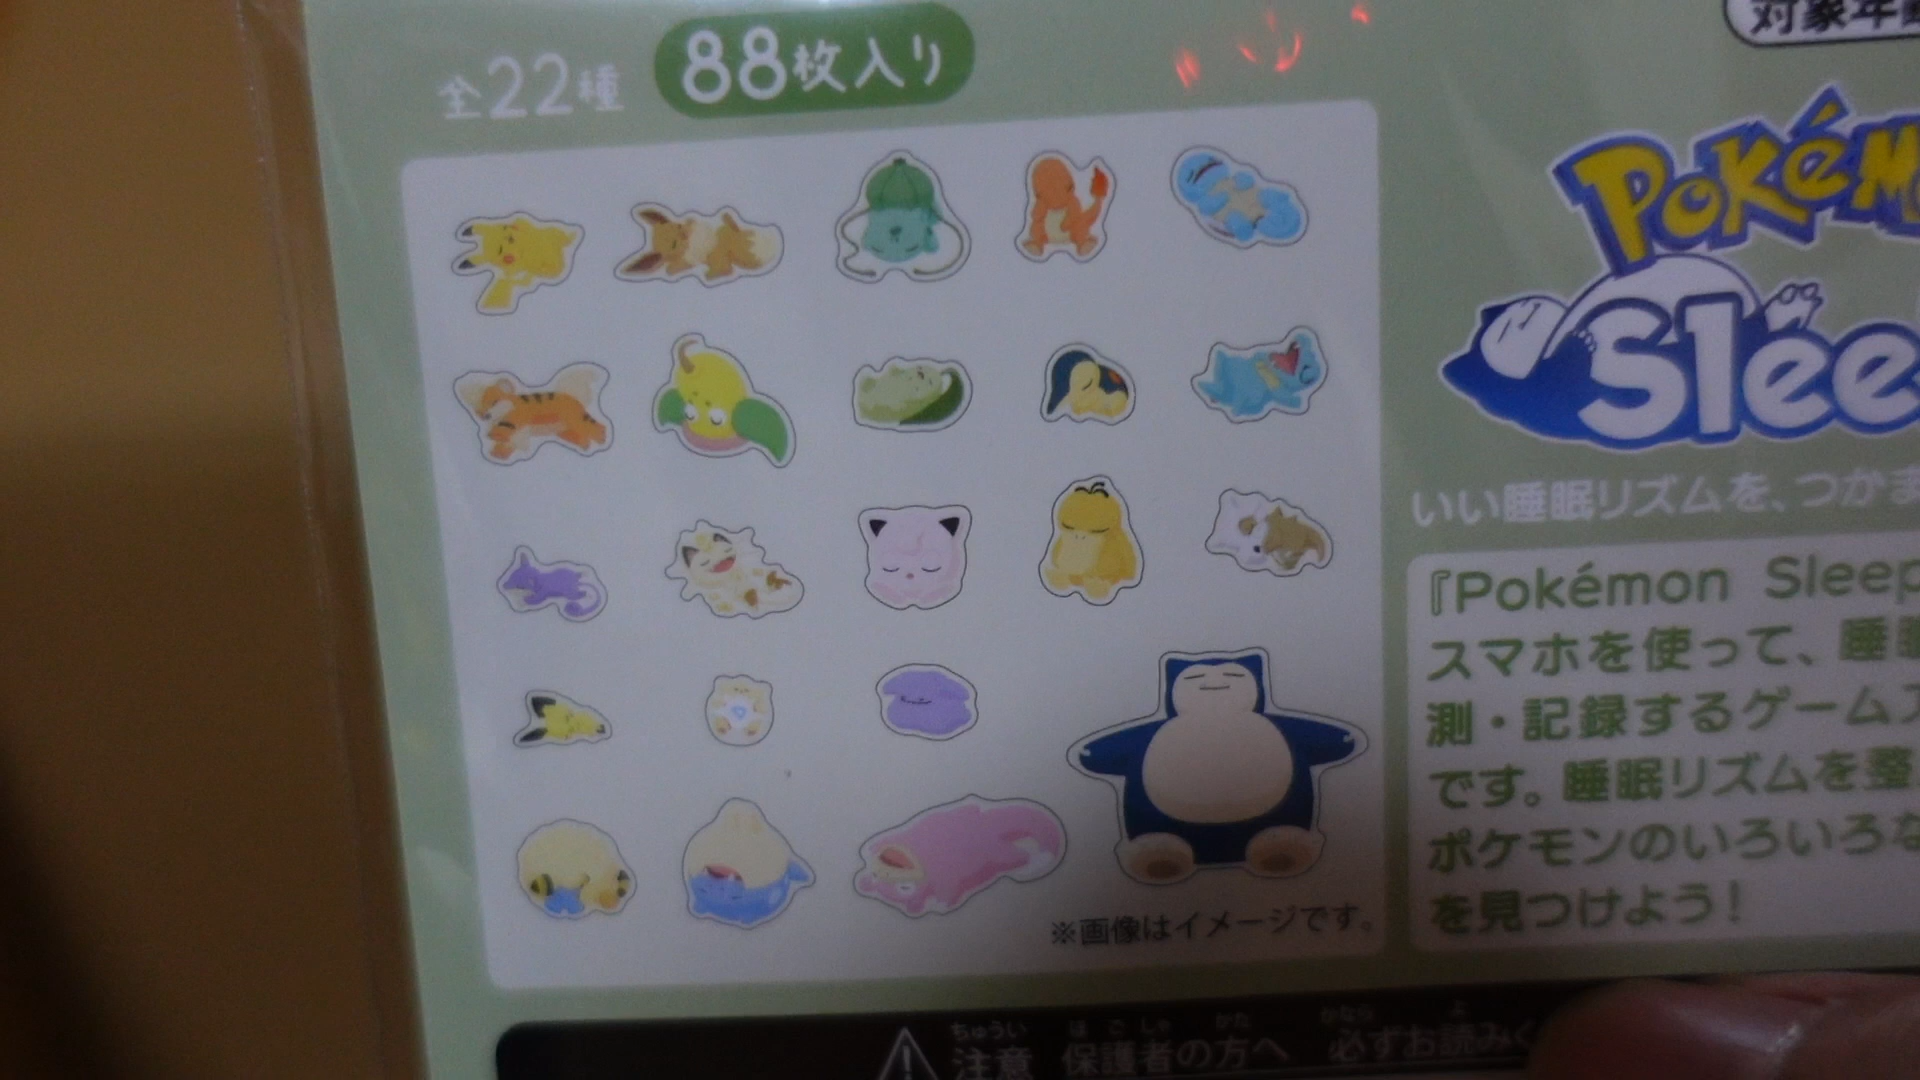 全22種 88枚入り
対象年齢
Pokém
Slee
いい睡眠リズムを、つかま
『Pokémon Sleep
スマホを使って、睡眠
測・記録するゲーム
です。睡眠リズムを整
ポケモンのいろいろな
を見つけよう!
※画像はイメージです。
ちゅうい ほごしゃ かた かなら よ
注意 保護者の方へ 必ずお読みく